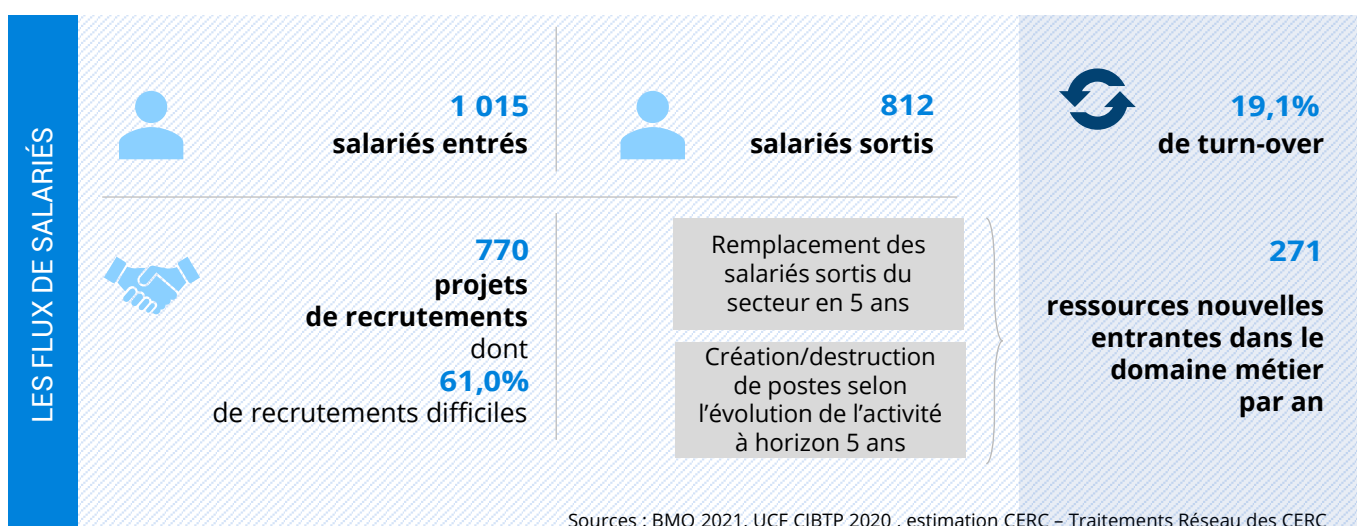 LES FLUX DE SALARIÉS
1 015
salariés entrés
812
salariés sortis
19,1%
de turn-over
770
projets
de recrutements
dont
61,0%
de recrutements difficiles
Remplacement des
salariés sortis du
secteur en 5 ans
Création/destruction
de postes selon
l’évolution de l’activité
à horizon 5 ans
271
ressources nouvelles
entrantes dans le
domaine métier
par an
Sources : BMO 2021, UCF CIBTP 2020 , estimation CERC – Traitements Réseau des CERC